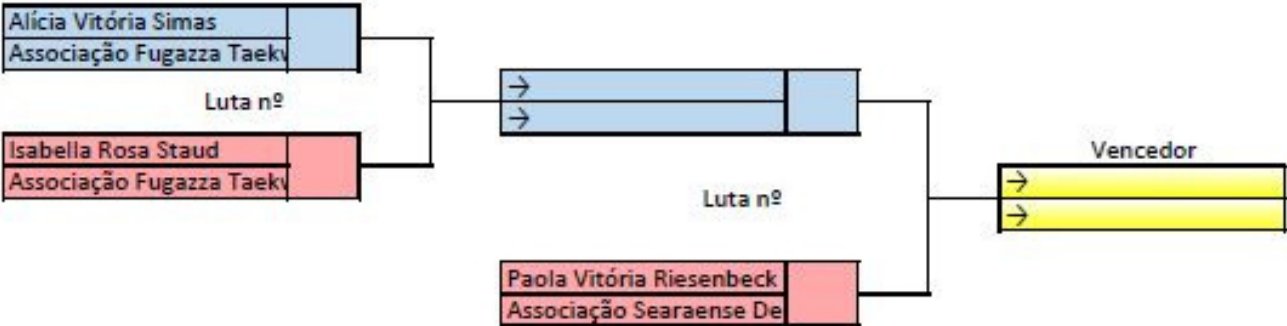 Alícia Vitória Simas
Associação Fugazza Taekw
Luta nº
Isabella Rosa Staud
Associação Fugazza Taekw
→
→
Luta nº
Paola Vitória Riesenbeck
Associação Searaense De
Vencedor
→
→